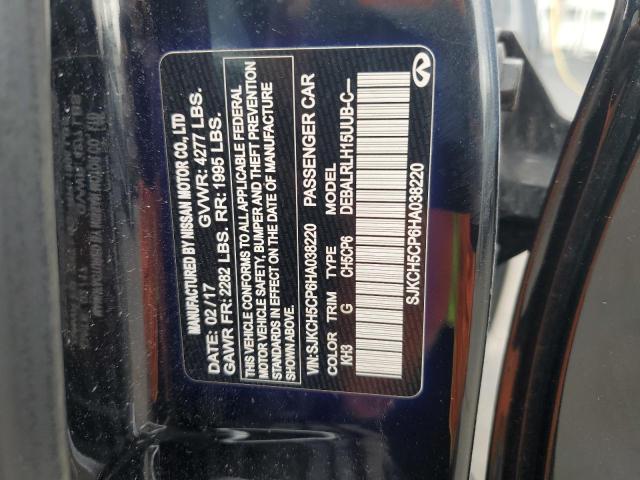 MANUFACTURED BY NISSAN MOTOR CO., LTD
DATE: 02/17 GVWR: 4277 LBS.
GAWR FR: 2282 LBS. RR: 1995 LBS.
THIS VEHICLE CONFORMS TO ALL APPLICABLE FEDERAL
MOTOR VEHICLE SAFETY, BUMPER AND THEFT PREVENTION
STANDARDS IN EFFECT ON THE DATE OF MANUFACTURE
SHOWN ABOVE.
VIN:SJKCH5CP6HA038220 PASSENGER CAR
COLOR TRIM TYPE MODEL
KH3 G CH5CP6 DEBALRLH15UUB-C--
SJKCH5CP6HA038220